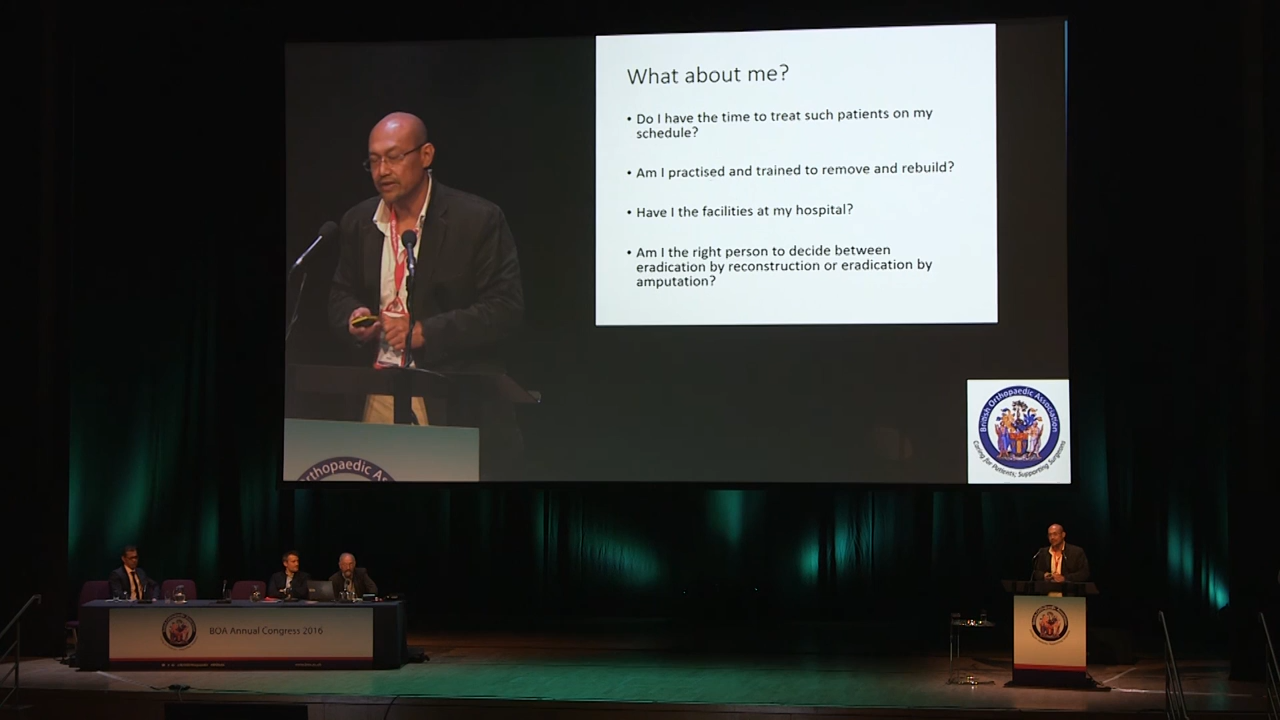 What about me?
• Do I have the time to treat such patients on my
schedule?
• Am I practised and trained to remove and rebuild?
• Have I the facilities at my hospital?
• Am I the right person to decide between
eradication by reconstruction or eradication by
amputation?
British Orthopaedic Association
Caring for Patients; Supporting Surgeons
thopaedic As
BOA Annual Congress 2016